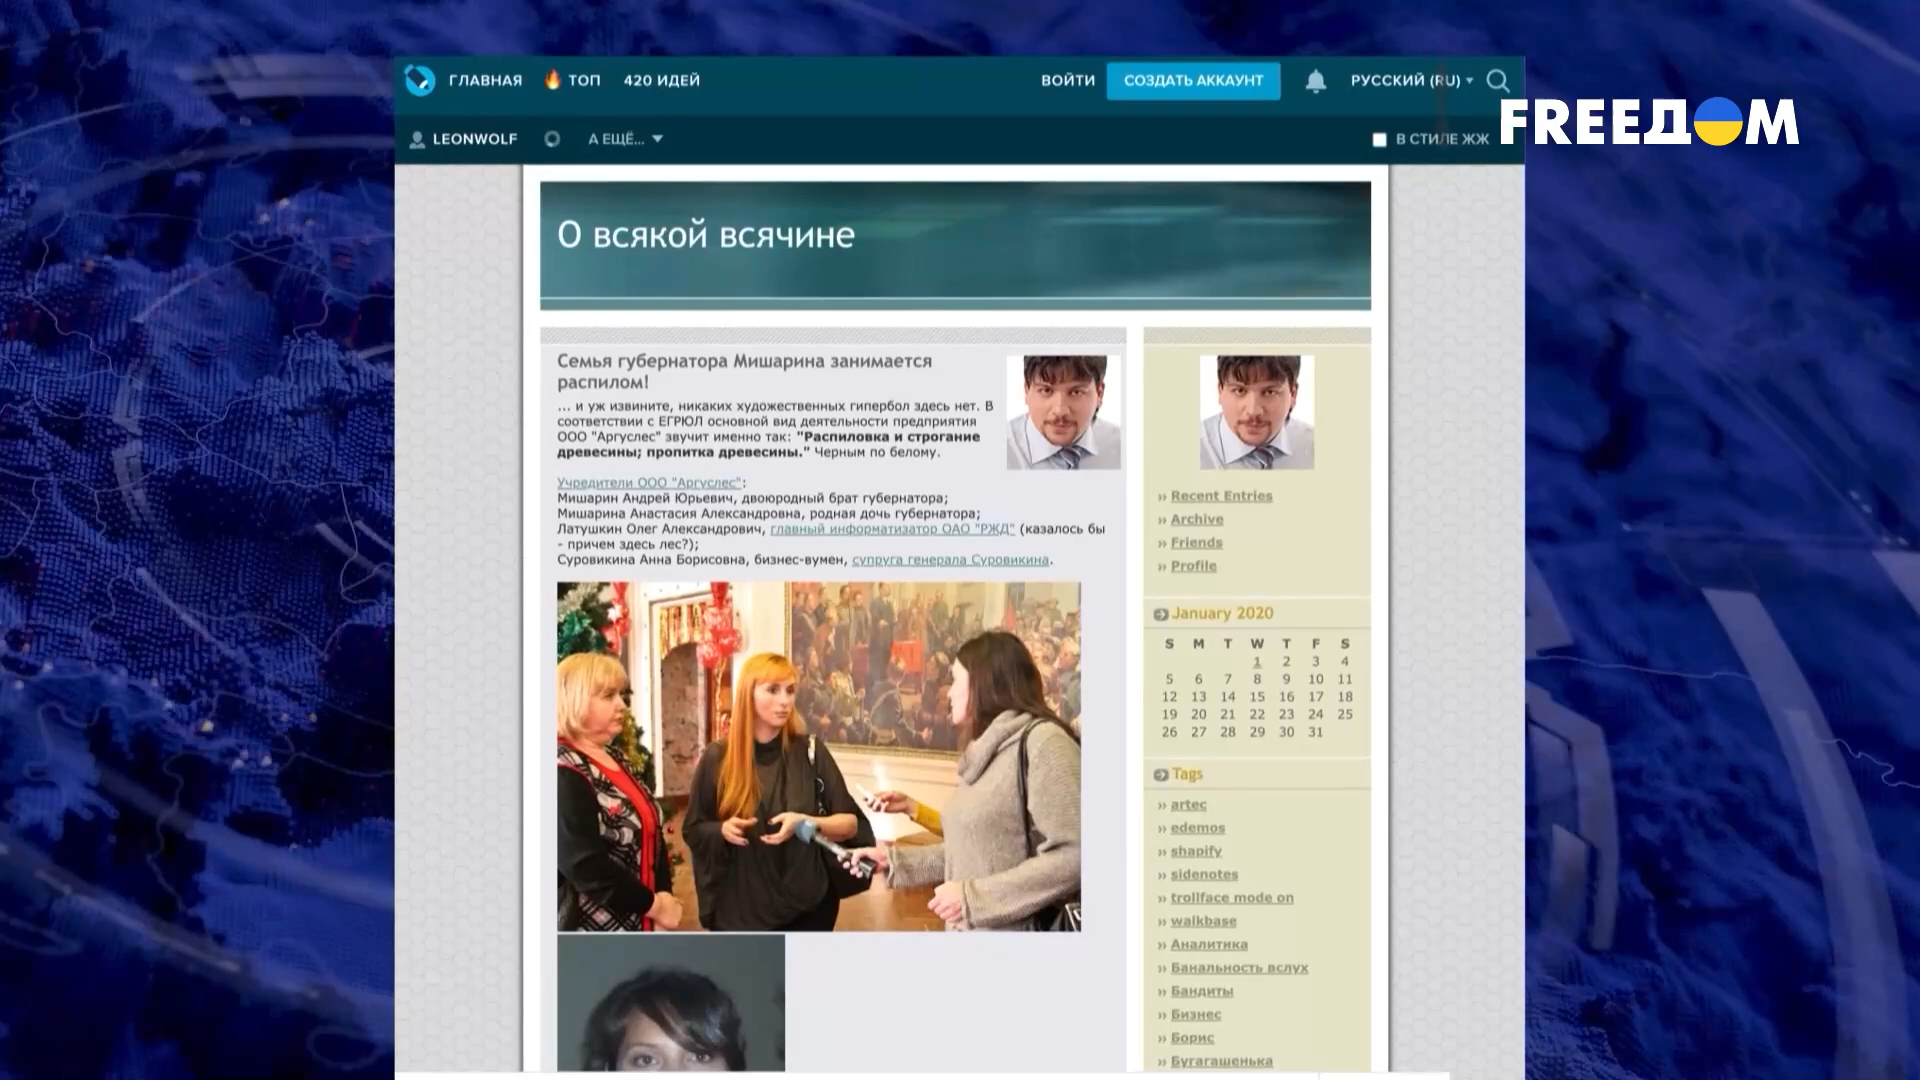 ГЛАВНАЯ ТОП 420 ИДЕЙ ВОЙТИ СОЗДАТЬ АККАУНТ РУССКИЙ (RU)
FREEДОМ
LEONWOLF А ЕЩЁ... В СТИЛЕ ЖЖ
О всякой всячине
Семья губернатора Мишарина занимается
распилом!
... и уж извините, никаких художественных гипербол здесь нет. В
соответствии с ЕГРЮЛ основной вид деятельности предприятия
ООО "Аргуслес" звучит именно так: "Распиловка и строгание
древесины; пропитка древесины." Черным по белому.
Учредители ООО "Аргуслес":
Мишарин Андрей Юрьевич, двоюродный брат губернатора;
Мишарина Анастасия Александровна, родная дочь губернатора;
Латушкин Олег Александрович, главный информатизатор ОАО "РЖД" (казалось бы
- причем здесь лес?);
Суровикина Анна Борисовна, бизнес-вумен, супруга генерала Суровикина.
›› Recent Entries
›› Archive
›› Friends
›› Profile
January 2020
S M T W T F S
1 2 3 4
5 6 7 8 9 10 11
12 13 14 15 16 17 18
19 20 21 22 23 24 25
26 27 28 29 30 31
Tags
›› artec
›› edemos
›› shapify
›› sidenotes
›› trollface mode on
›› walkbase
›› Аналитика
›› Банальность вслух
›› Бандиты
›› Бизнес
›› Борис
›› Бугагашенька